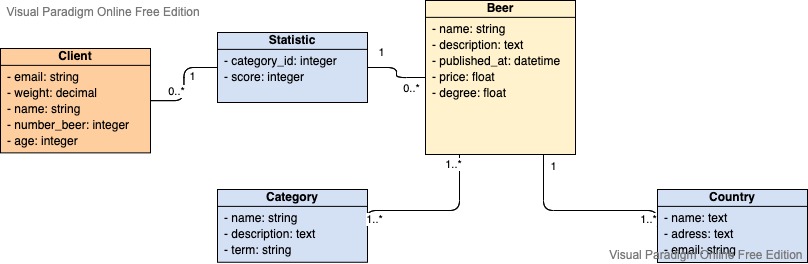 Visual Paradigm Online Free Edition
Client
- email: string
- weight: decimal
- name: string
- number_beer: integer
- age: integer
0..*
1
Statistic
- category_id: integer
- score: integer
1
0..*
Beer
- name: string
- description: text
- published_at: datetime
- price: float
- degree: float
1..*
1
Category
- name: string
- description: text
- term: string
1..*
1..*
Country
- name: text
- adress: text
- email: string
Visual Paradigm Online Free Edition